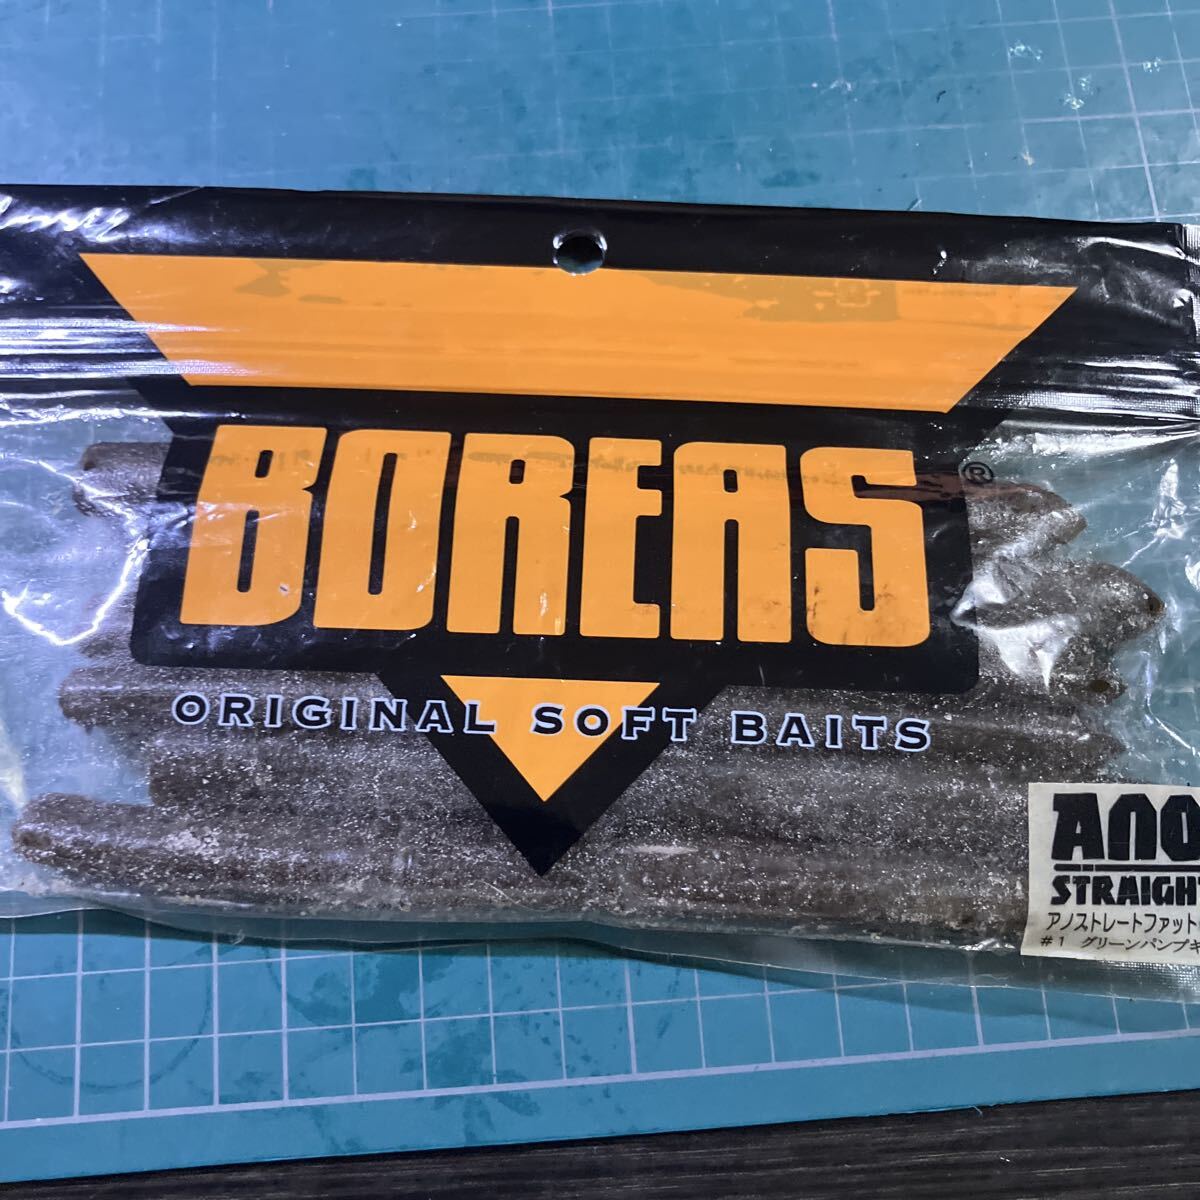 BOREAS®
ORIGINAL SOFT BAITS
ANO
STRAIGHT
アノストレートファット
#1 グリーンパンプキ